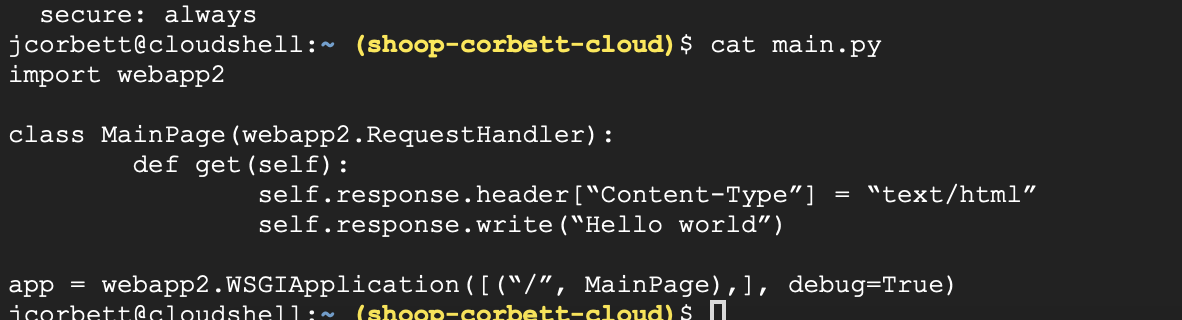 secure: always
jcorbett@cloudshell:~ (shoop-corbett-cloud)$ cat main.py
import webapp2
class MainPage(webapp2.RequestHandler):
def get(self):
self.response.header[“Content-Type”] = “text/html”
self.response.write(“Hello world”)
app = webapp2.WSGIApplication([(“/”, MainPage),], debug=True)
jcorbett@cloudshell:~ (shoop-corbett-cloud)$